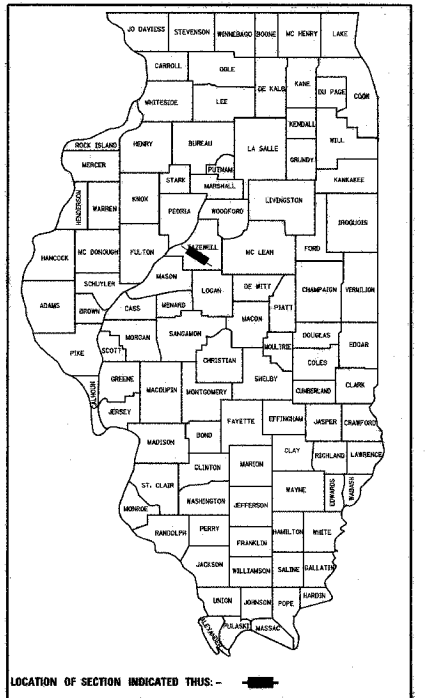 JO DAVIESS STEVENSON WINNEBAGO BOONE MC HENRY LAKE
CARROLL OGLE
DE KALB KANE DU PAGE COOK
WHITESIDE LEE
KENDALL WILL
ROCK ISLAND HENRY BUREAU LA SALLE GRUNDY
MERCER STARK PUTNAM KANKAKEE
MARSHALL
HENDERSON WARREN KNOX PEORIA WOODFORD LIVINGSTON
IROQUOIS
HANCOCK MC DONOUGH FULTON TAZEWELL MC LEAN FORD
MASON
SCHUYLER LOGAN DE WITT CHAMPAIGN VERMILION
ADAMS BROWN CASS MENARD MACON PIATT
SANGAMON DOUGLAS
PIKE SCOTT MORGAN CHRISTIAN MOULTRIE COLES EDGAR
GREENE MACOUPIN MONTGOMERY SHELBY CUMBERLAND CLARK
CALHOUN JERSEY
FAYETTE EFFINGHAM JASPER CRAWFORD
MADISON BOND
CLAY RICHLAND LAWRENCE
CLINTON MARION
ST. CLAIR WAYNE EDWARDS WABASH
MONROE WASHINGTON JEFFERSON
RANDOLPH PERRY HAMILTON WHITE
FRANKLIN
JACKSON WILLIAMSON SALINE GALLATIN
UNION JOHNSON POPE HARDIN
ALEXANDER PULASKI MASSAC
LOCATION OF SECTION INDICATED THUS: -